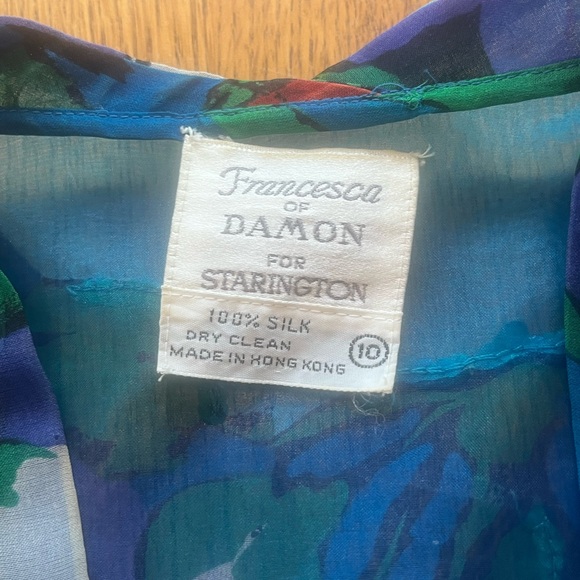 Francesca
OF
DAMON
FOR
STARINGTON
100% SILK
DRY CLEAN
MADE IN HONG KONG
10